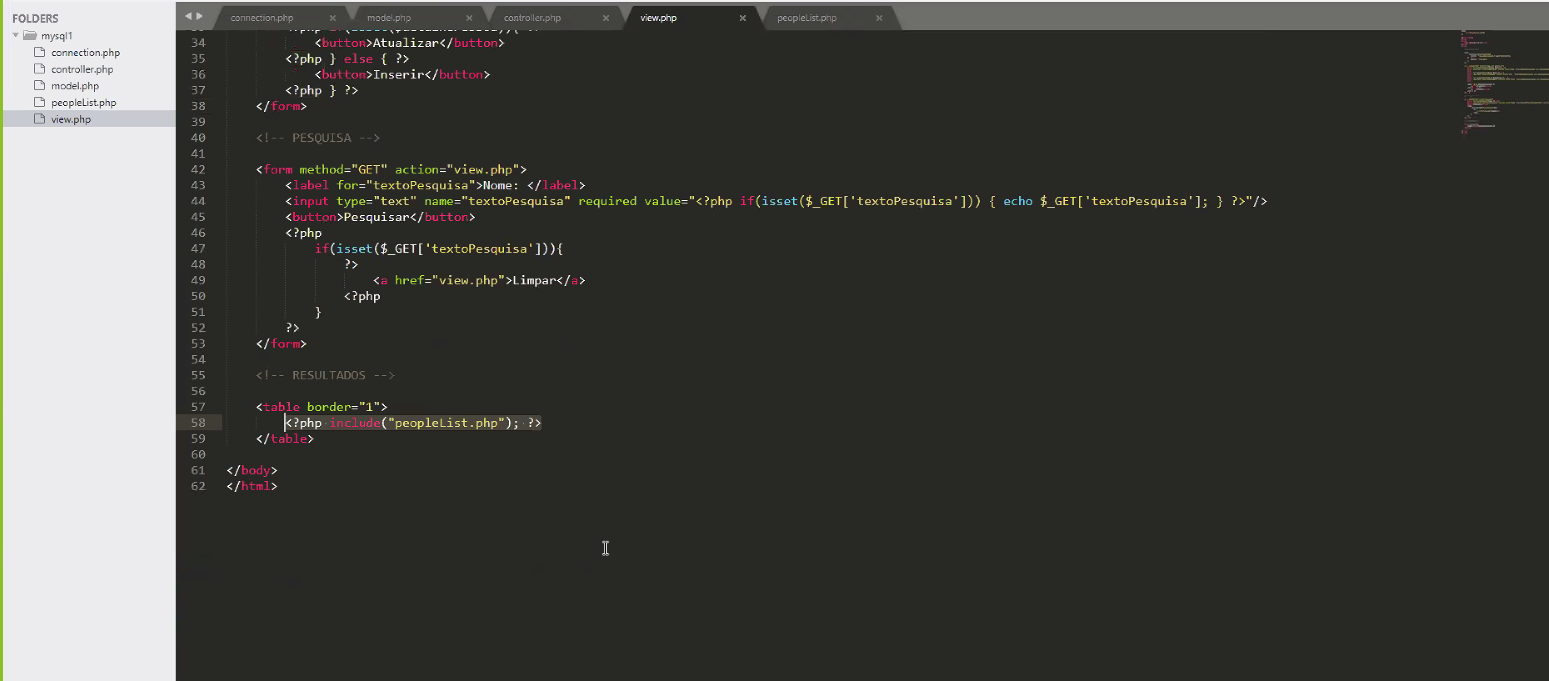 FOLDERS
mysql1
connection.php
controller.php
model.php
peopleList.php
view.php
connection.php × model.php × controller.php × view.php × peopleList.php ×
34 <button>Atualizar</button>
35 <?php } else { ?>
36 <button>Inserir</button>
37 <?php } ?>
38 </form>
39
40 <!-- PESQUISA -->
41
42 <form method="GET" action="view.php">
43 <label for="textoPesquisa">Nome: </label>
44 <input type="text" name="textoPesquisa" required value="<?php if(isset($_GET['textoPesquisa'])) { echo $_GET['textoPesquisa']; } ?>"/>
45 <button>Pesquisar</button>
46 <?php
47 if(isset($_GET['textoPesquisa'])){
48 ?>
49 <a href="view.php">Limpar</a>
50 <?php
51 }
52 ?>
53 </form>
54
55 <!-- RESULTADOS -->
56
57 <table border="1">
58 <?php include("peopleList.php"); ?>
59 </table>
60
61 </body>
62 </html>